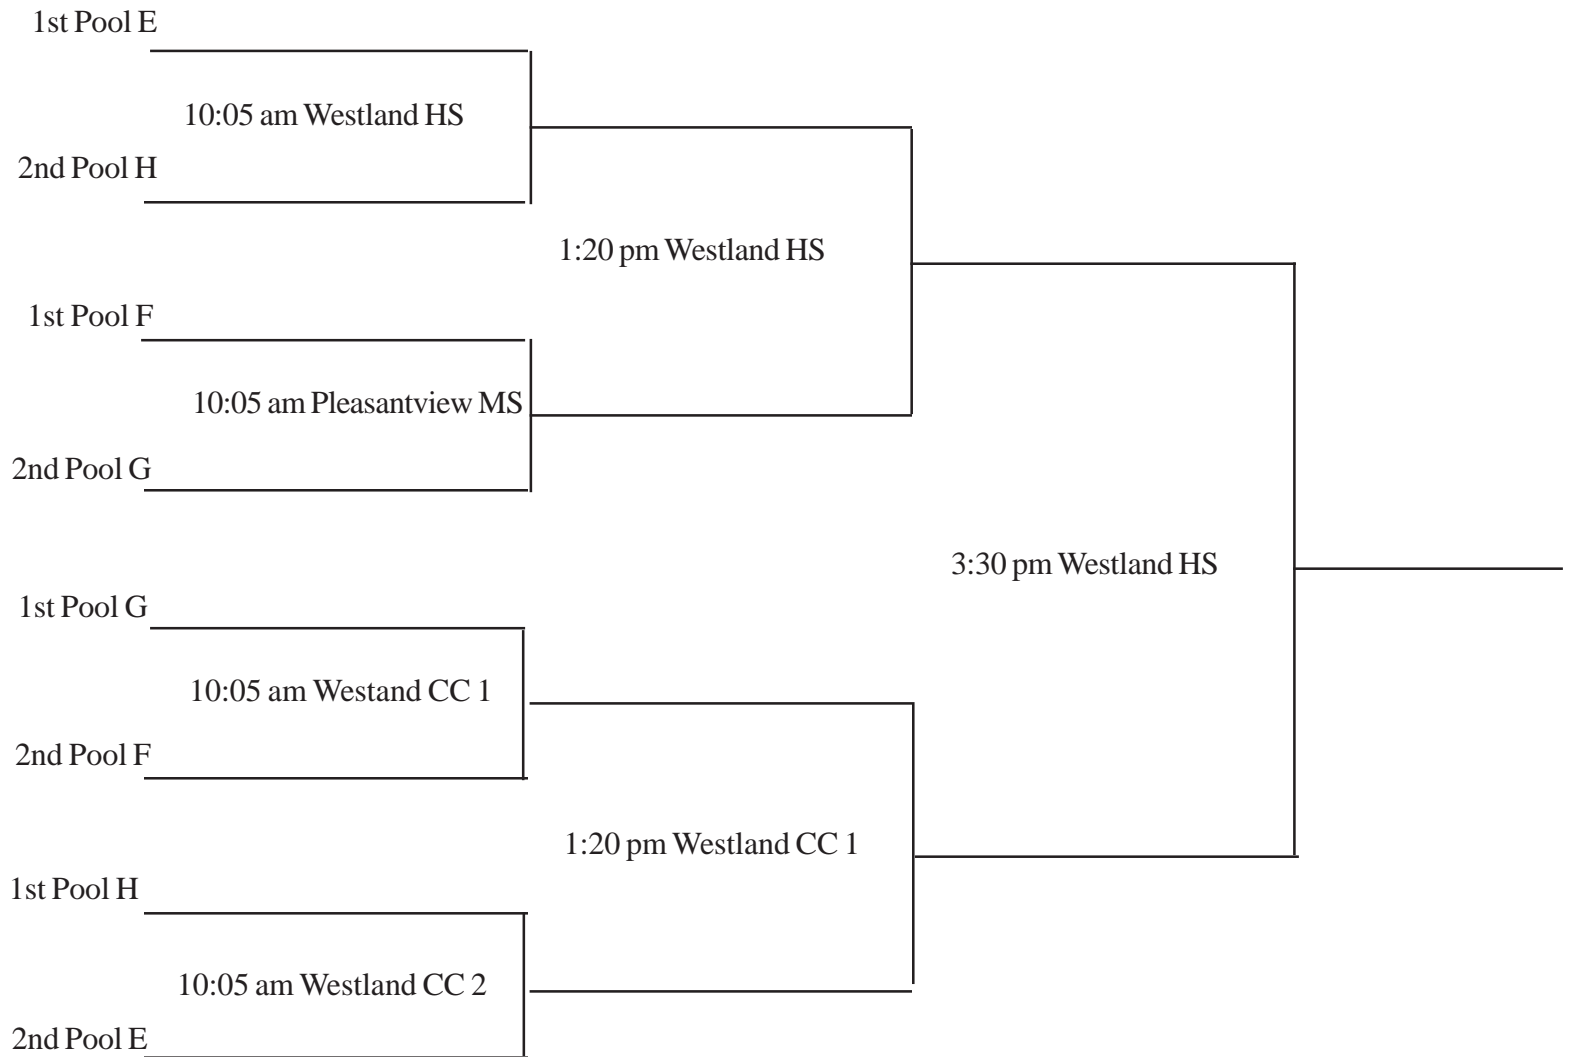 1st Pool E
10:05 am Westland HS
2nd Pool H
1:20 pm Westland HS
1st Pool F
10:05 am Pleasantview MS
2nd Pool G
3:30 pm Westland HS
1st Pool G
10:05 am Westand CC 1
2nd Pool F
1:20 pm Westland CC 1
1st Pool H
10:05 am Westland CC 2
2nd Pool E